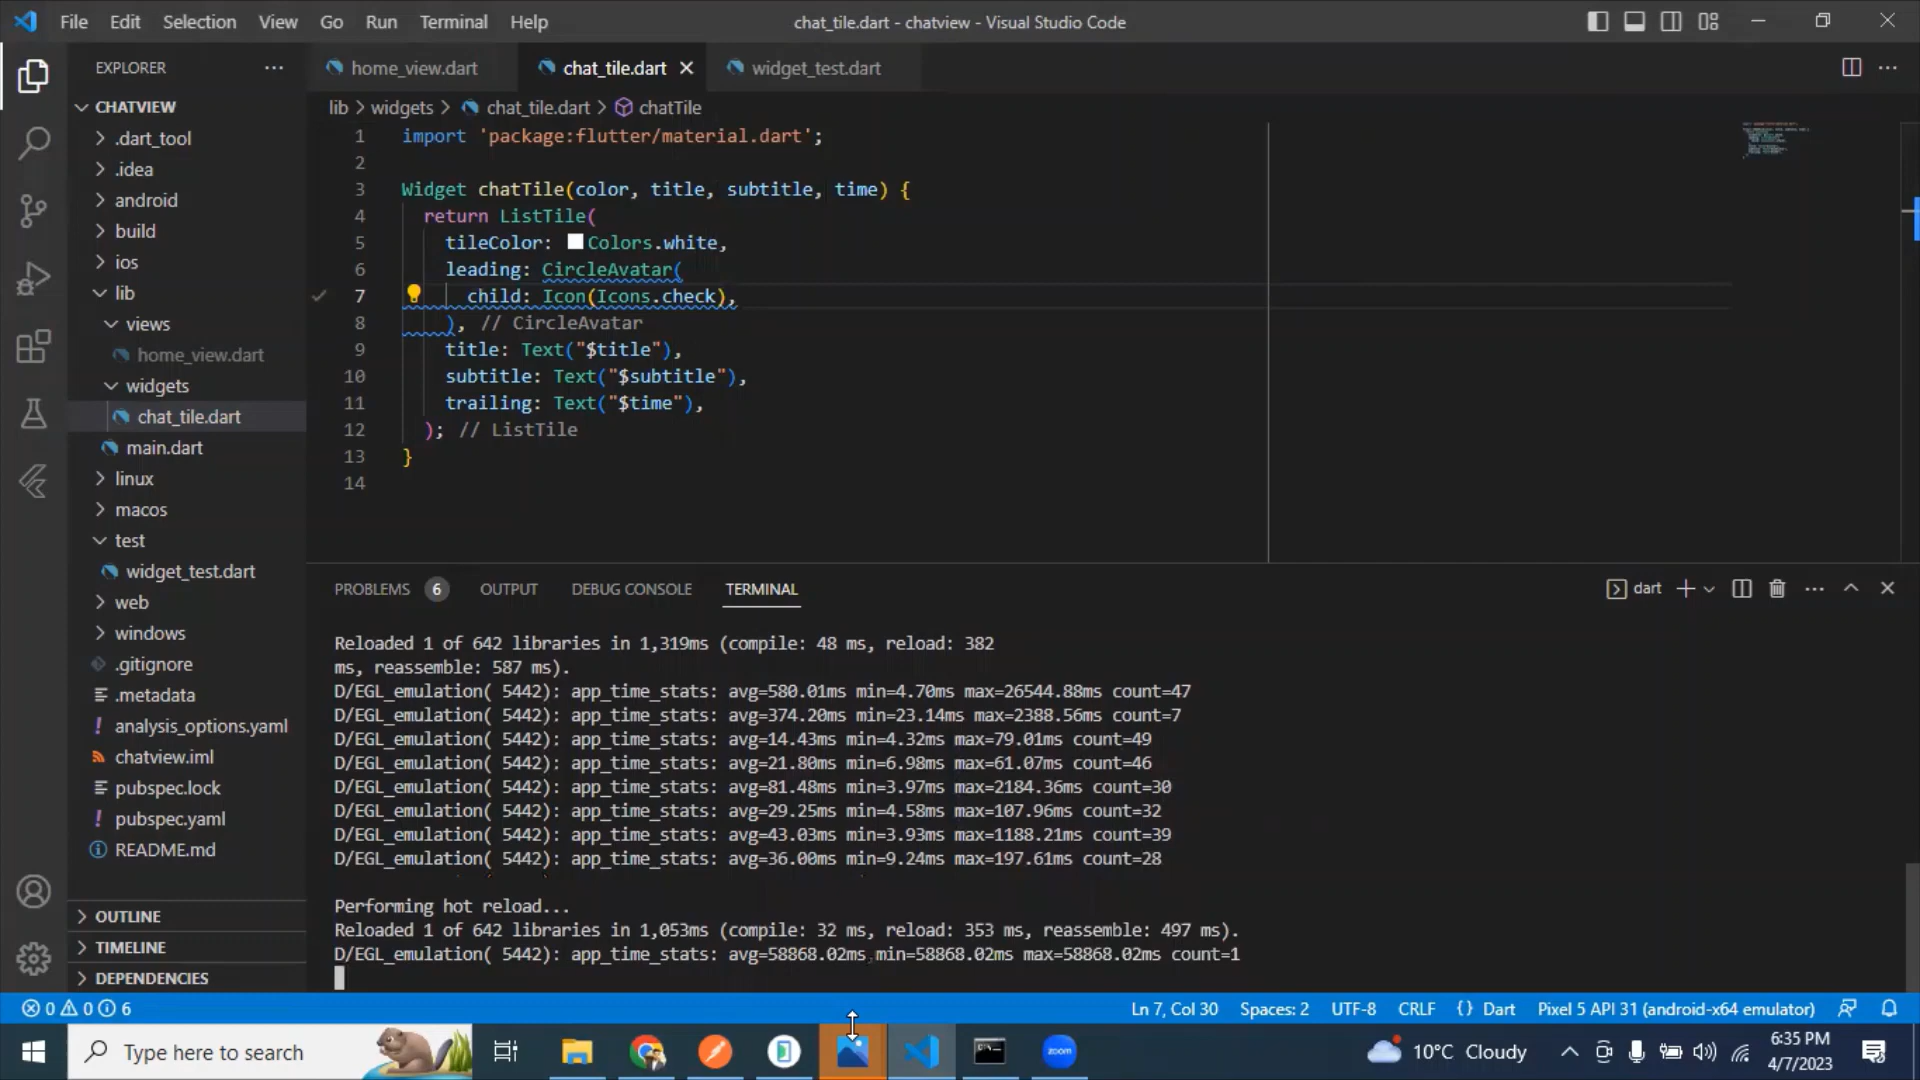 File Edit Selection View Go Run Terminal Help
chat_tile.dart - chatview - Visual Studio Code
EXPLORER
home_view.dart
chat_tile.dart
widget_test.dart
CHATVIEW
.dart_tool
.idea
android
build
ios
lib
views
home_view.dart
widgets
chat_tile.dart
main.dart
linux
macos
test
widget_test.dart
web
windows
.gitignore
.metadata
analysis_options.yaml
chatview.iml
pubspec.lock
pubspec.yaml
README.md
OUTLINE
TIMELINE
DEPENDENCIES
lib > widgets > chat_tile.dart > chatTile
1 import 'package:flutter/material.dart';
2
3 Widget chatTile(color, title, subtitle, time) {
4 return ListTile(
5 tileColor: Colors.white,
6 leading: CircleAvatar(
7 child: Icon(Icons.check),
8 ), // CircleAvatar
9 title: Text("$title"),
10 subtitle: Text("$subtitle"),
11 trailing: Text("$time"),
12 ); // ListTile
13 }
14
PROBLEMS 6 OUTPUT DEBUG CONSOLE TERMINAL
dart
Reloaded 1 of 642 libraries in 1,319ms (compile: 48 ms, reload: 382
ms, reassemble: 587 ms).
D/EGL_emulation( 5442): app_time_stats: avg=580.01ms min=4.70ms max=26544.88ms count=47
D/EGL_emulation( 5442): app_time_stats: avg=374.20ms min=23.14ms max=2388.56ms count=7
D/EGL_emulation( 5442): app_time_stats: avg=14.43ms min=4.32ms max=79.01ms count=49
D/EGL_emulation( 5442): app_time_stats: avg=21.80ms min=6.98ms max=61.07ms count=46
D/EGL_emulation( 5442): app_time_stats: avg=81.48ms min=3.97ms max=2184.36ms count=30
D/EGL_emulation( 5442): app_time_stats: avg=29.25ms min=4.58ms max=107.96ms count=32
D/EGL_emulation( 5442): app_time_stats: avg=43.03ms min=3.93ms max=1188.21ms count=39
D/EGL_emulation( 5442): app_time_stats: avg=36.00ms min=9.24ms max=197.61ms count=28
Performing hot reload...
Reloaded 1 of 642 libraries in 1,053ms (compile: 32 ms, reload: 353 ms, reassemble: 497 ms).
D/EGL_emulation( 5442): app_time_stats: avg=58868.02ms min=58868.02ms max=58868.02ms count=1
0 0 6
Ln 7, Col 30 Spaces: 2 UTF-8 CRLF {} Dart Pixel 5 API 31 (android-x64 emulator)
Type here to search
zoom
10°C Cloudy
6:35 PM
4/7/2023